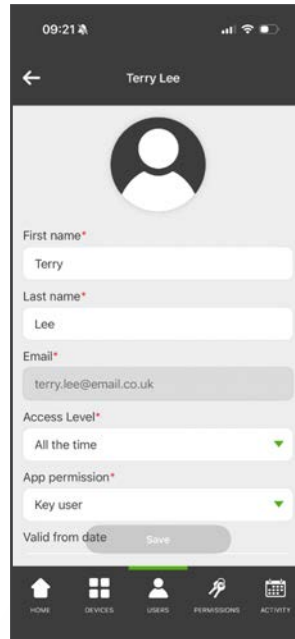 09:21
Terry Lee
First name*
Terry
Last name*
Lee
Email*
terry.lee@email.co.uk
Access Level*
All the time
App permission*
Key user
Valid from date
Save
HOME DEVICES USERS PERMISSIONS ACTIVITY